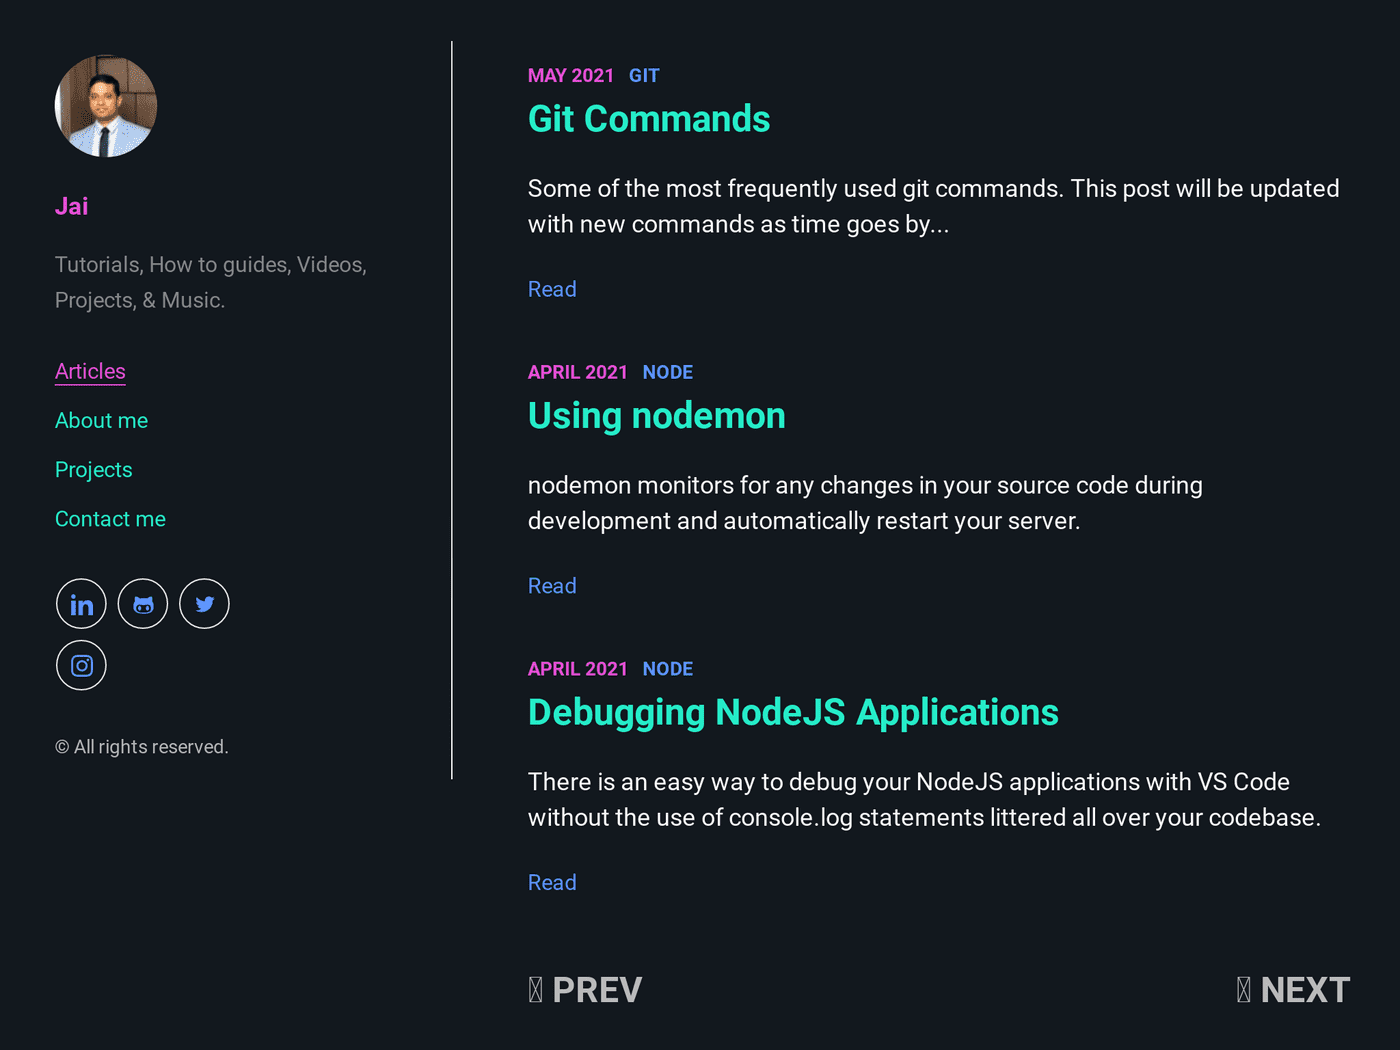 Jai
Tutorials, How to guides, Videos,
Projects, & Music.
Articles
About me
Projects
Contact me
© All rights reserved.
MAY 2021 GIT
Git Commands
Some of the most frequently used git commands. This post will be updated
with new commands as time goes by...
Read
APRIL 2021 NODE
Using nodemon
nodemon monitors for any changes in your source code during
development and automatically restart your server.
Read
APRIL 2021 NODE
Debugging NodeJS Applications
There is an easy way to debug your NodeJS applications with VS Code
without the use of console.log statements littered all over your codebase.
Read
PREV
NEXT